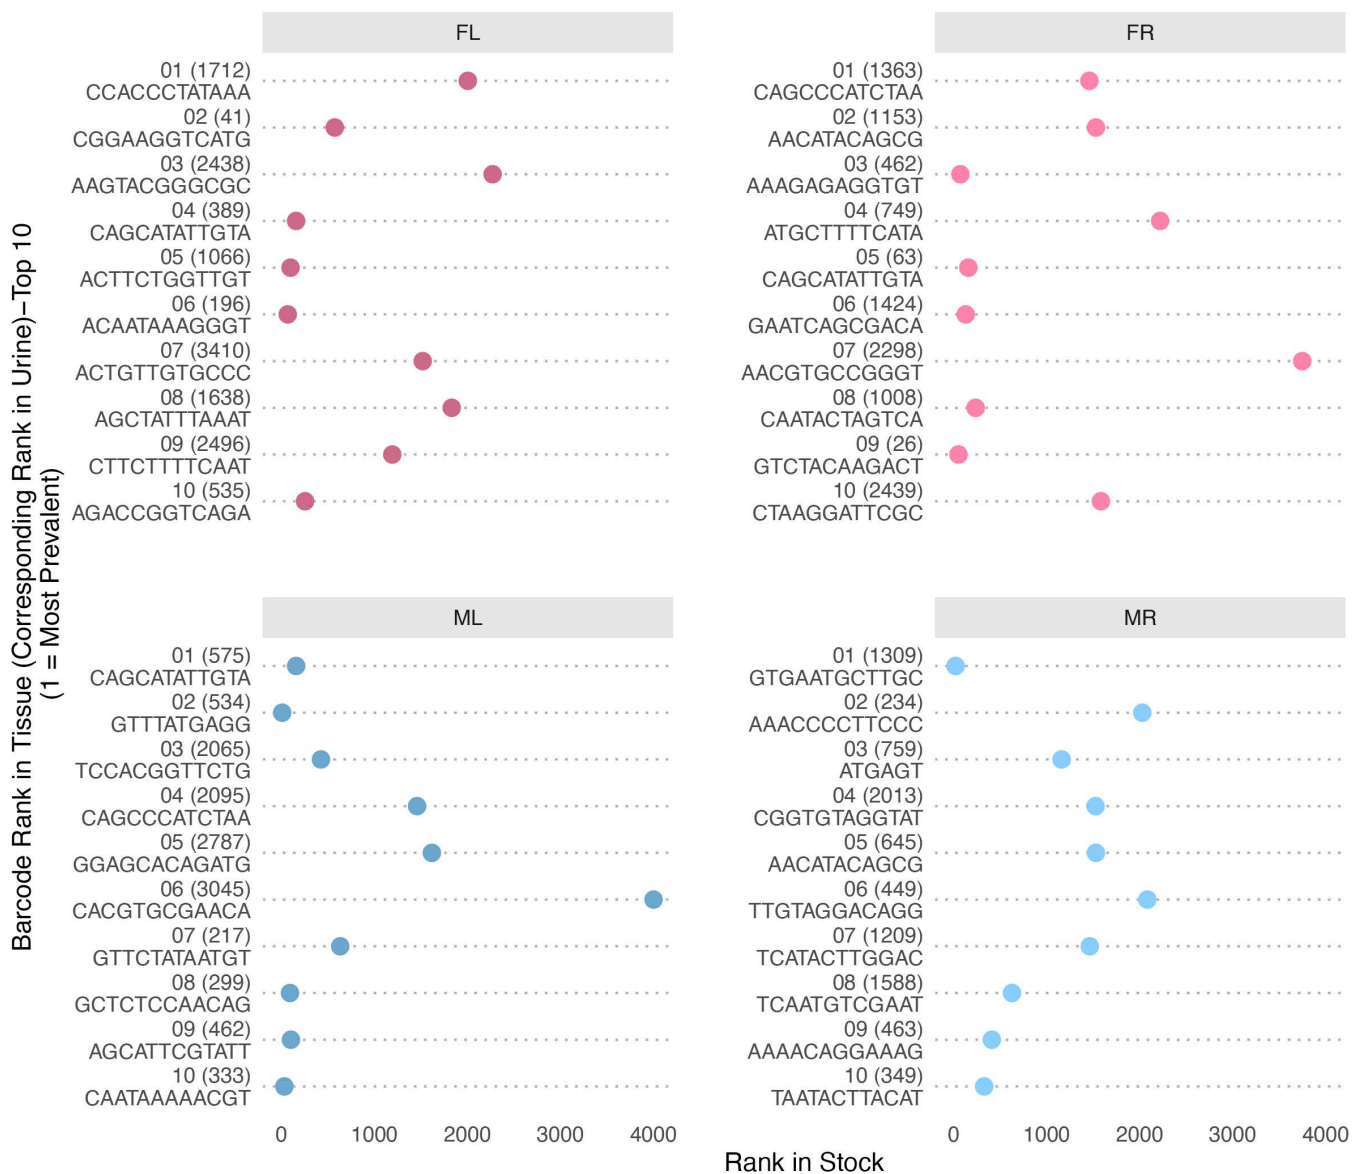 Barcode Rank in Tissue (Corresponding Rank in Urine)−Top 10
(1 = Most Prevalent)
FL
01 (1712)
CCACCCTATAAA
02 (41)
CGGAAGGTCATG
03 (2438)
AAGTACGGGCGC
04 (389)
CAGCATATTGTA
05 (1066)
ACTTCTGGTTGT
06 (196)
ACAATAAAGGGT
07 (3410)
ACTGTTGTGCCC
08 (1638)
AGCTATTTAAAT
09 (2496)
CTTCTTTTCAAT
10 (535)
AGACCGGTCAGA
FR
01 (1363)
CAGCCCATCTAA
02 (1153)
AACATACAGCG
03 (462)
AAAGAGAGGTGT
04 (749)
ATGCTTTTCATA
05 (63)
CAGCATATTGTA
06 (1424)
GAATCAGCGACA
07 (2298)
AACGTGCCGGGT
08 (1008)
CAATACTAGTCA
09 (26)
GTCTACAAGACT
10 (2439)
CTAAGGATTCGC
ML
01 (575)
CAGCATATTGTA
02 (534)
GTTTATGAGG
03 (2065)
TCCACGGTTCTG
04 (2095)
CAGCCCATCTAA
05 (2787)
GGAGCACAGATG
06 (3045)
CACGTGCGAACA
07 (217)
GTTCTATAATGT
08 (299)
GCTCTCCAACAG
09 (462)
AGCATTCGTATT
10 (333)
CAATAAAAACGT
0 1000 2000 3000 4000
MR
01 (1309)
GTGAATGCTTGC
02 (234)
AAACCCCTTCCC
03 (759)
ATGAGT
04 (2013)
CGGTGTAGGTAT
05 (645)
AACATACAGCG
06 (449)
TTGTAGGACAGG
07 (1209)
TCATACTTGGAC
08 (1588)
TCAATGTCGAAT
09 (463)
AAAACAGGAAAG
10 (349)
TAATACTTACAT
0 1000 2000 3000 4000
Rank in Stock